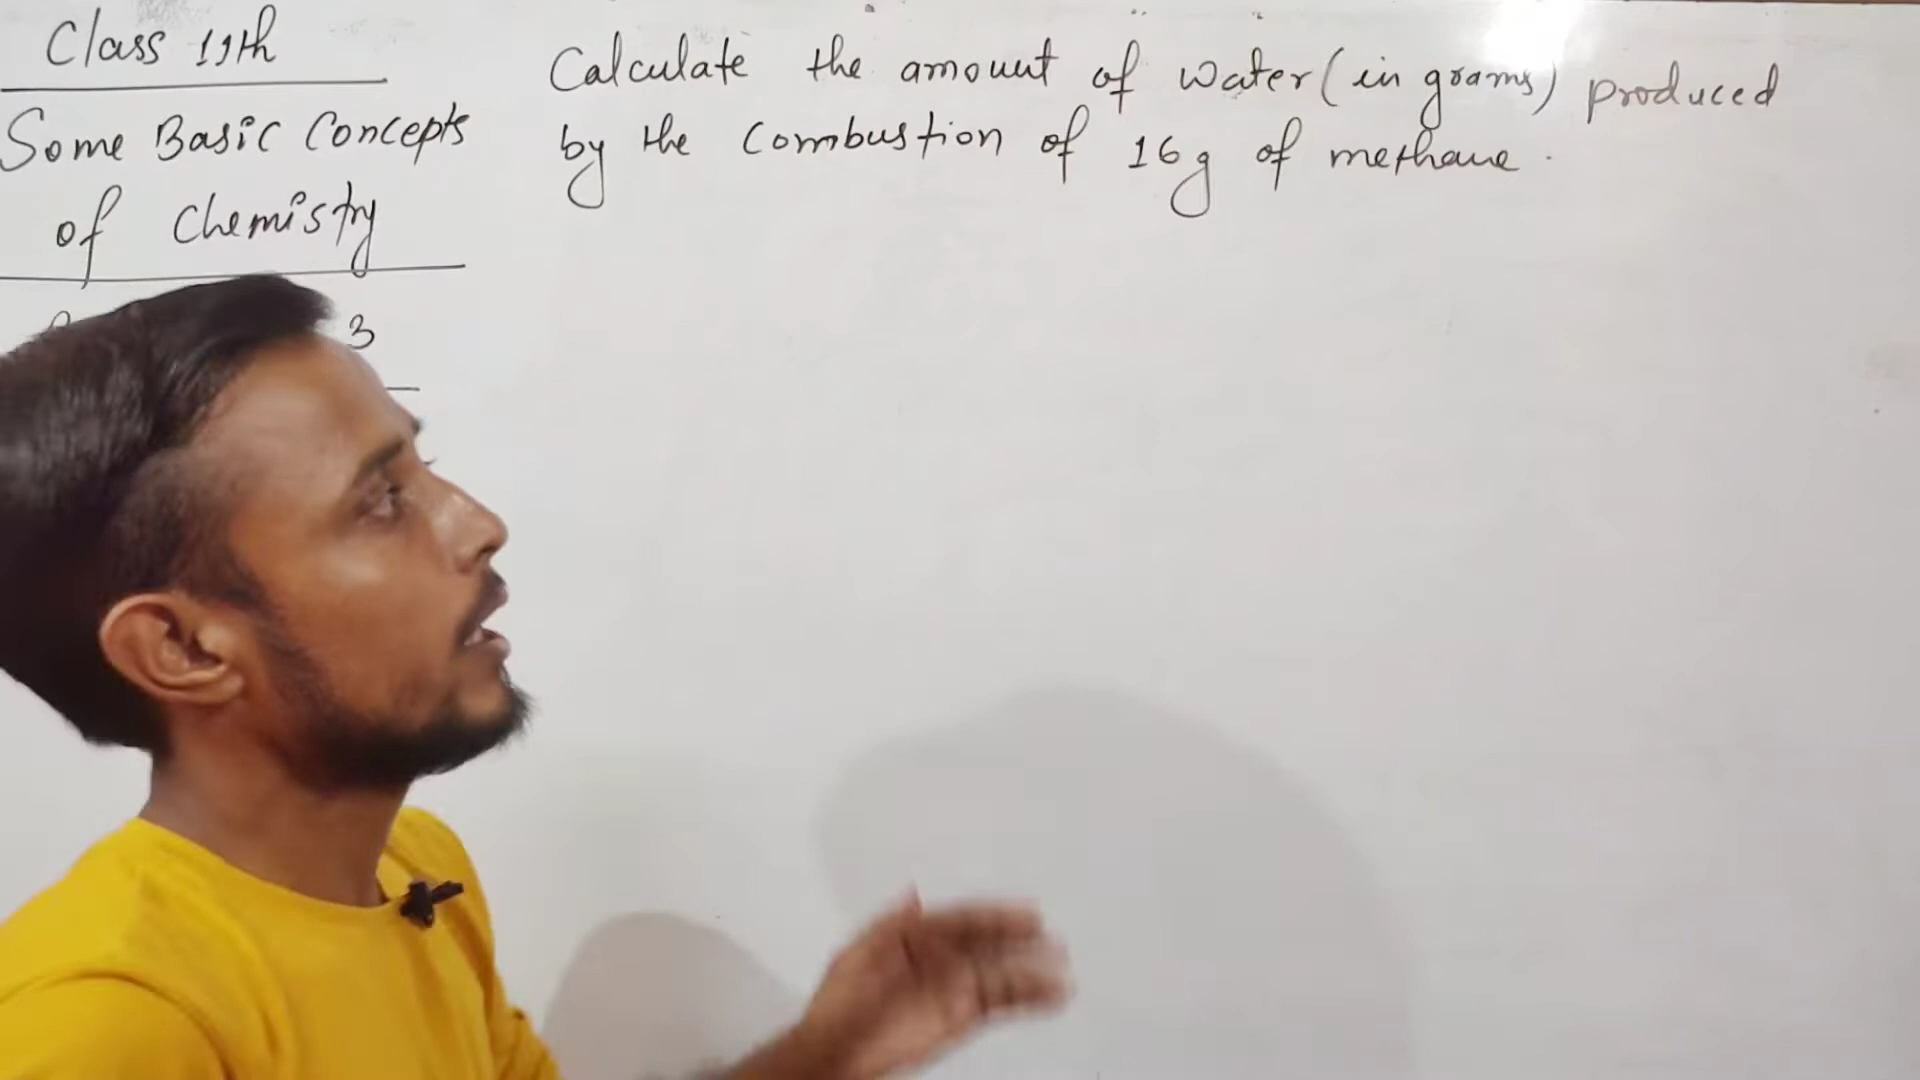 Class 11th
Some Basic Concepts
of Chemistry
3
Calculate the amount of water (in grams) produced
by the combustion of 16g of methane.